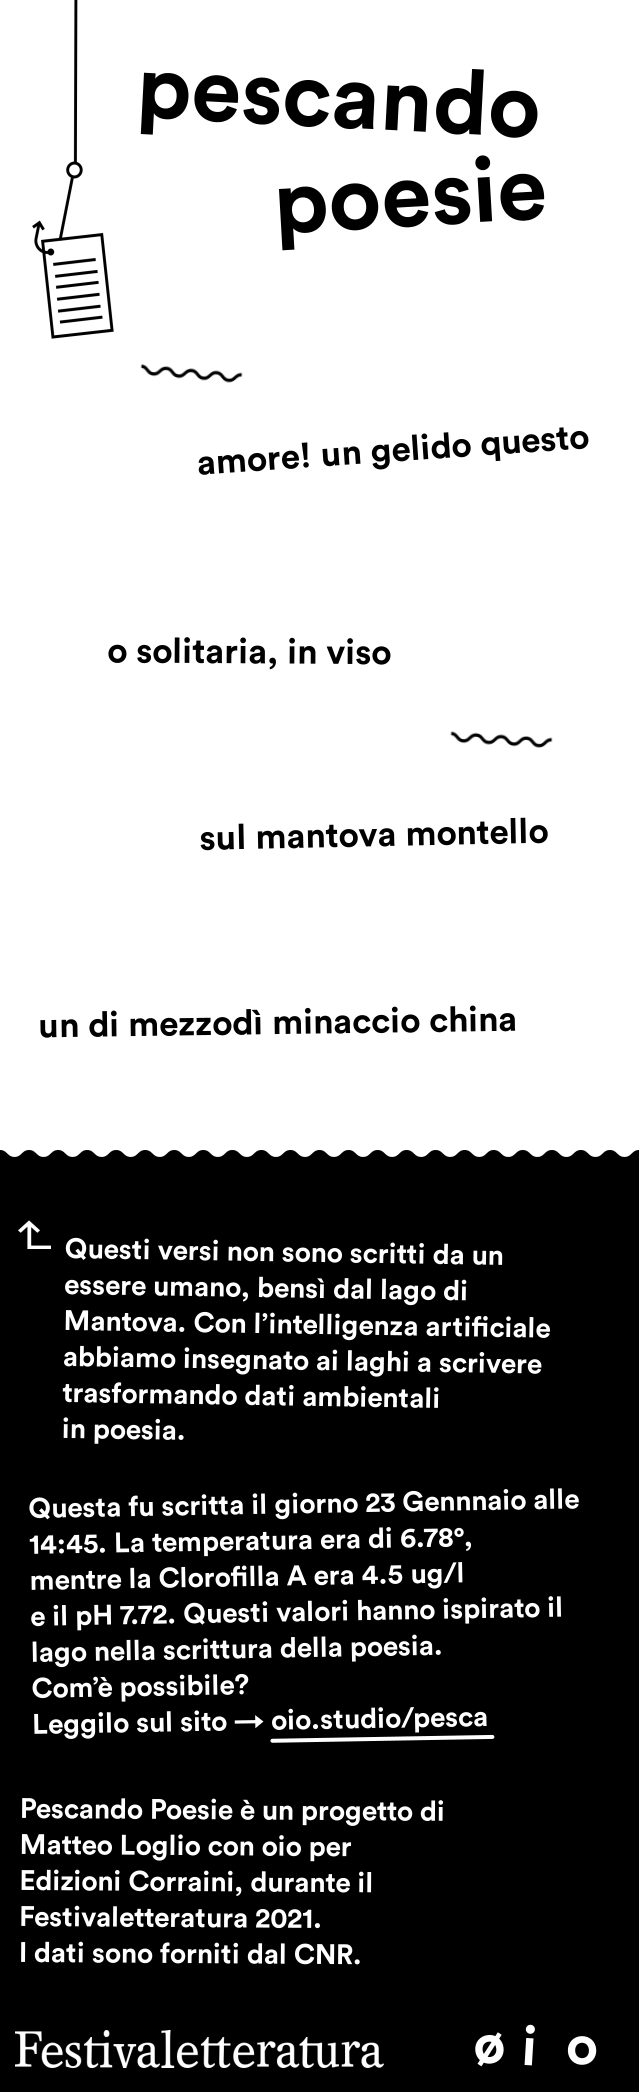 pescando
poesie
amore! un gelido questo
o solitaria, in viso
sul mantova montello
un di mezzodì minaccio china
Questi versi non sono scritti da un
essere umano, bensì dal lago di
Mantova. Con l'intelligenza artificiale
abbiamo insegnato ai laghi a scrivere
trasformando dati ambientali
in poesia.
Questa fu scritta il giorno 23 Gennnaio alle
14:45. La temperatura era di 6.78°,
mentre la Clorofilla A era 4.5 ug/l
e il pH 7.72. Questi valori hanno ispirato il
lago nella scrittura della poesia.
Com'è possibile?
Leggilo sul sito → oio.studio/pesca
Pescando Poesie è un progetto di
Matteo Loglio con oio per
Edizioni Corraini, durante il
Festivaletteratura 2021.
I dati sono forniti dal CNR.
Festivaletteratura øio